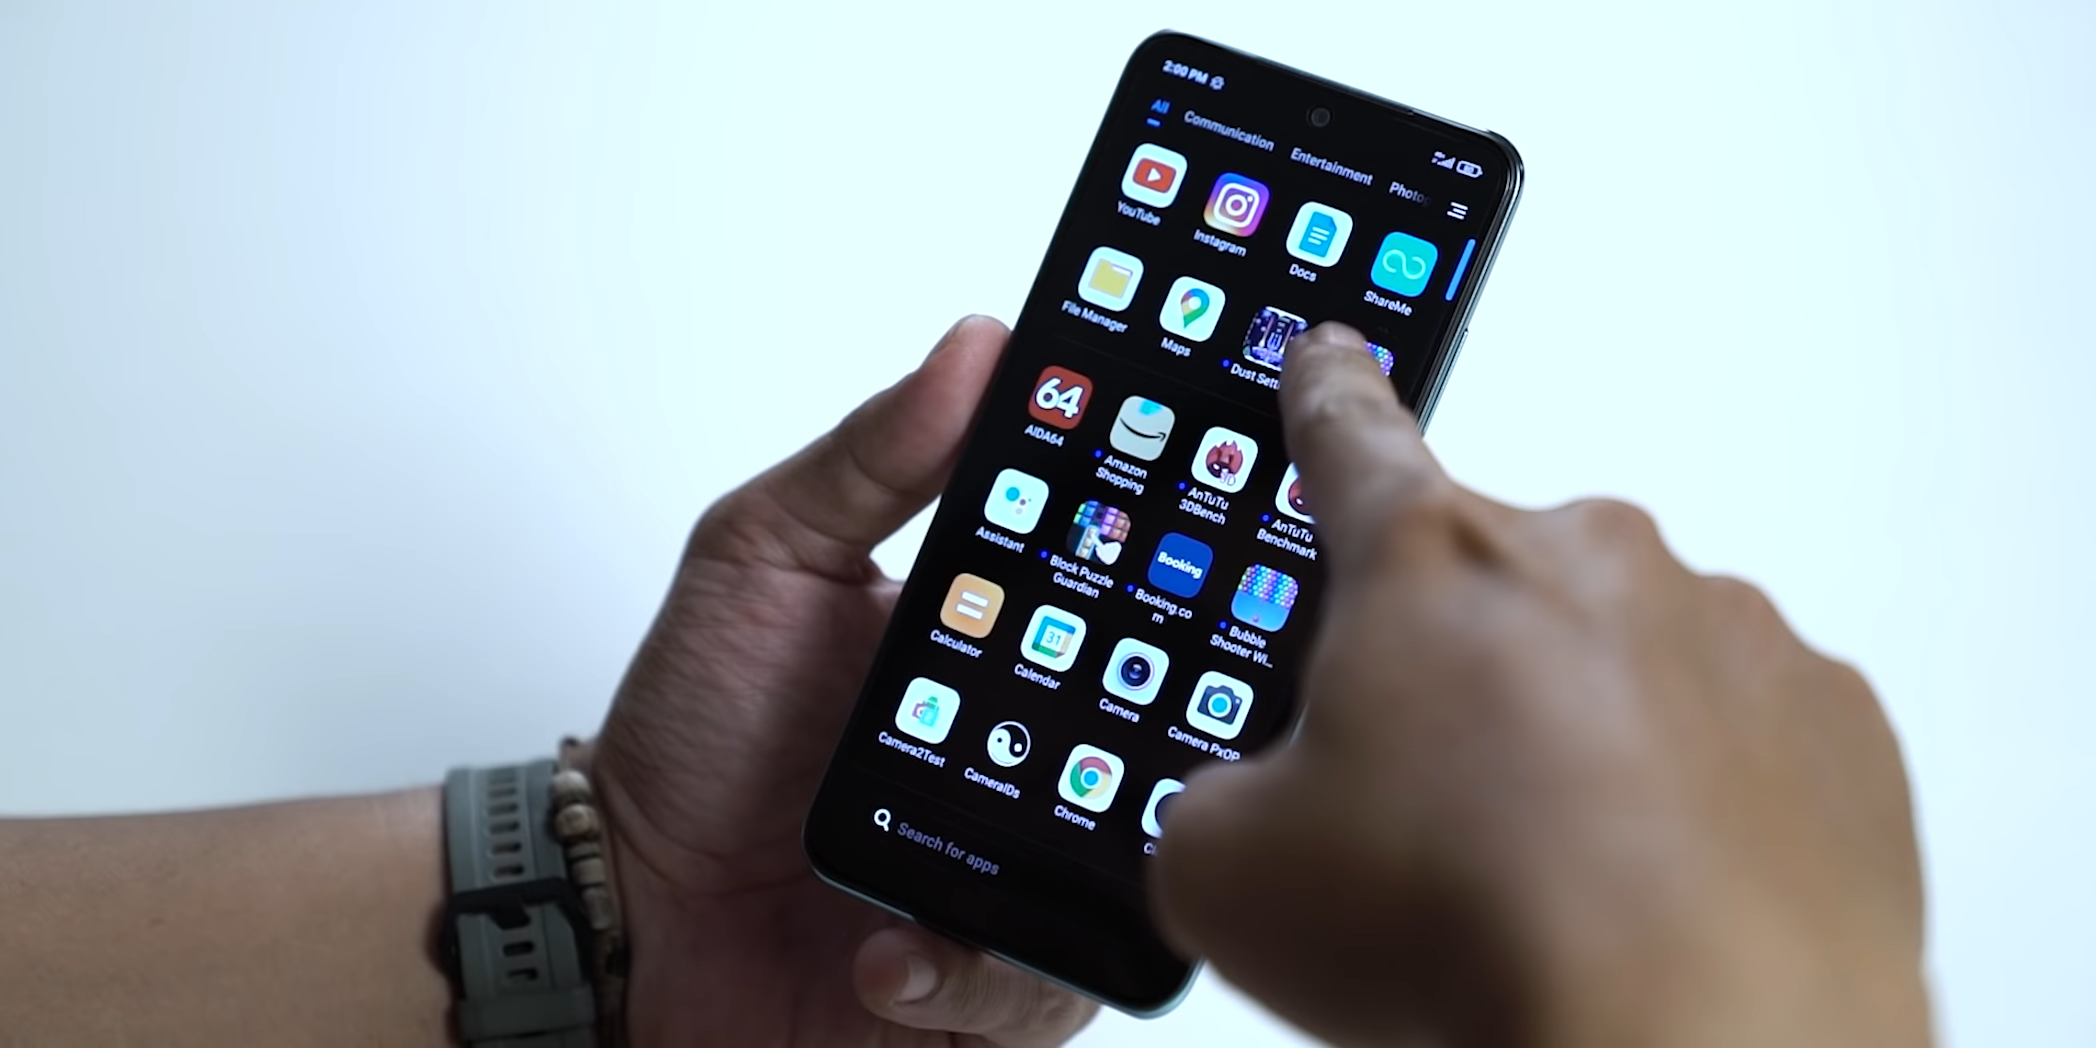 2:00 PM
All Communication Entertainment
YouTube Instagram Docs ShareMe
File Manager Maps Dust
64
AIDA64 Amazon
Shopping AnTuTu
3DBench AnTuTu
Benchmark
Assistant Block Puzzle
Guardian Booking
Booking.co
m Bubble
Shooter Wi...
31
Calculator Calendar Camera Camera PxOP
Camera2Test CameraIDs Chrome
Search for apps